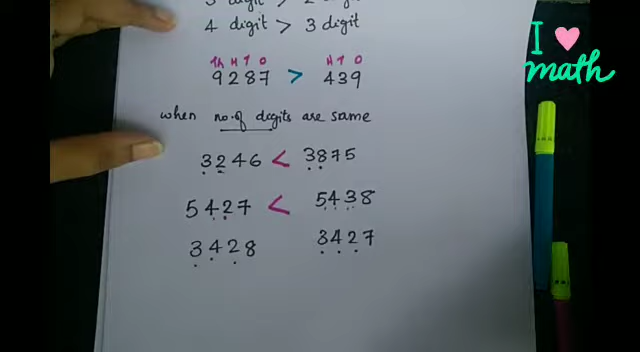 4 digit > 3 digit
Th H T O H T O
9287 > 439
when no. of digits are same
3246 < 3875
5427 < 5438
3428 3427
I
math